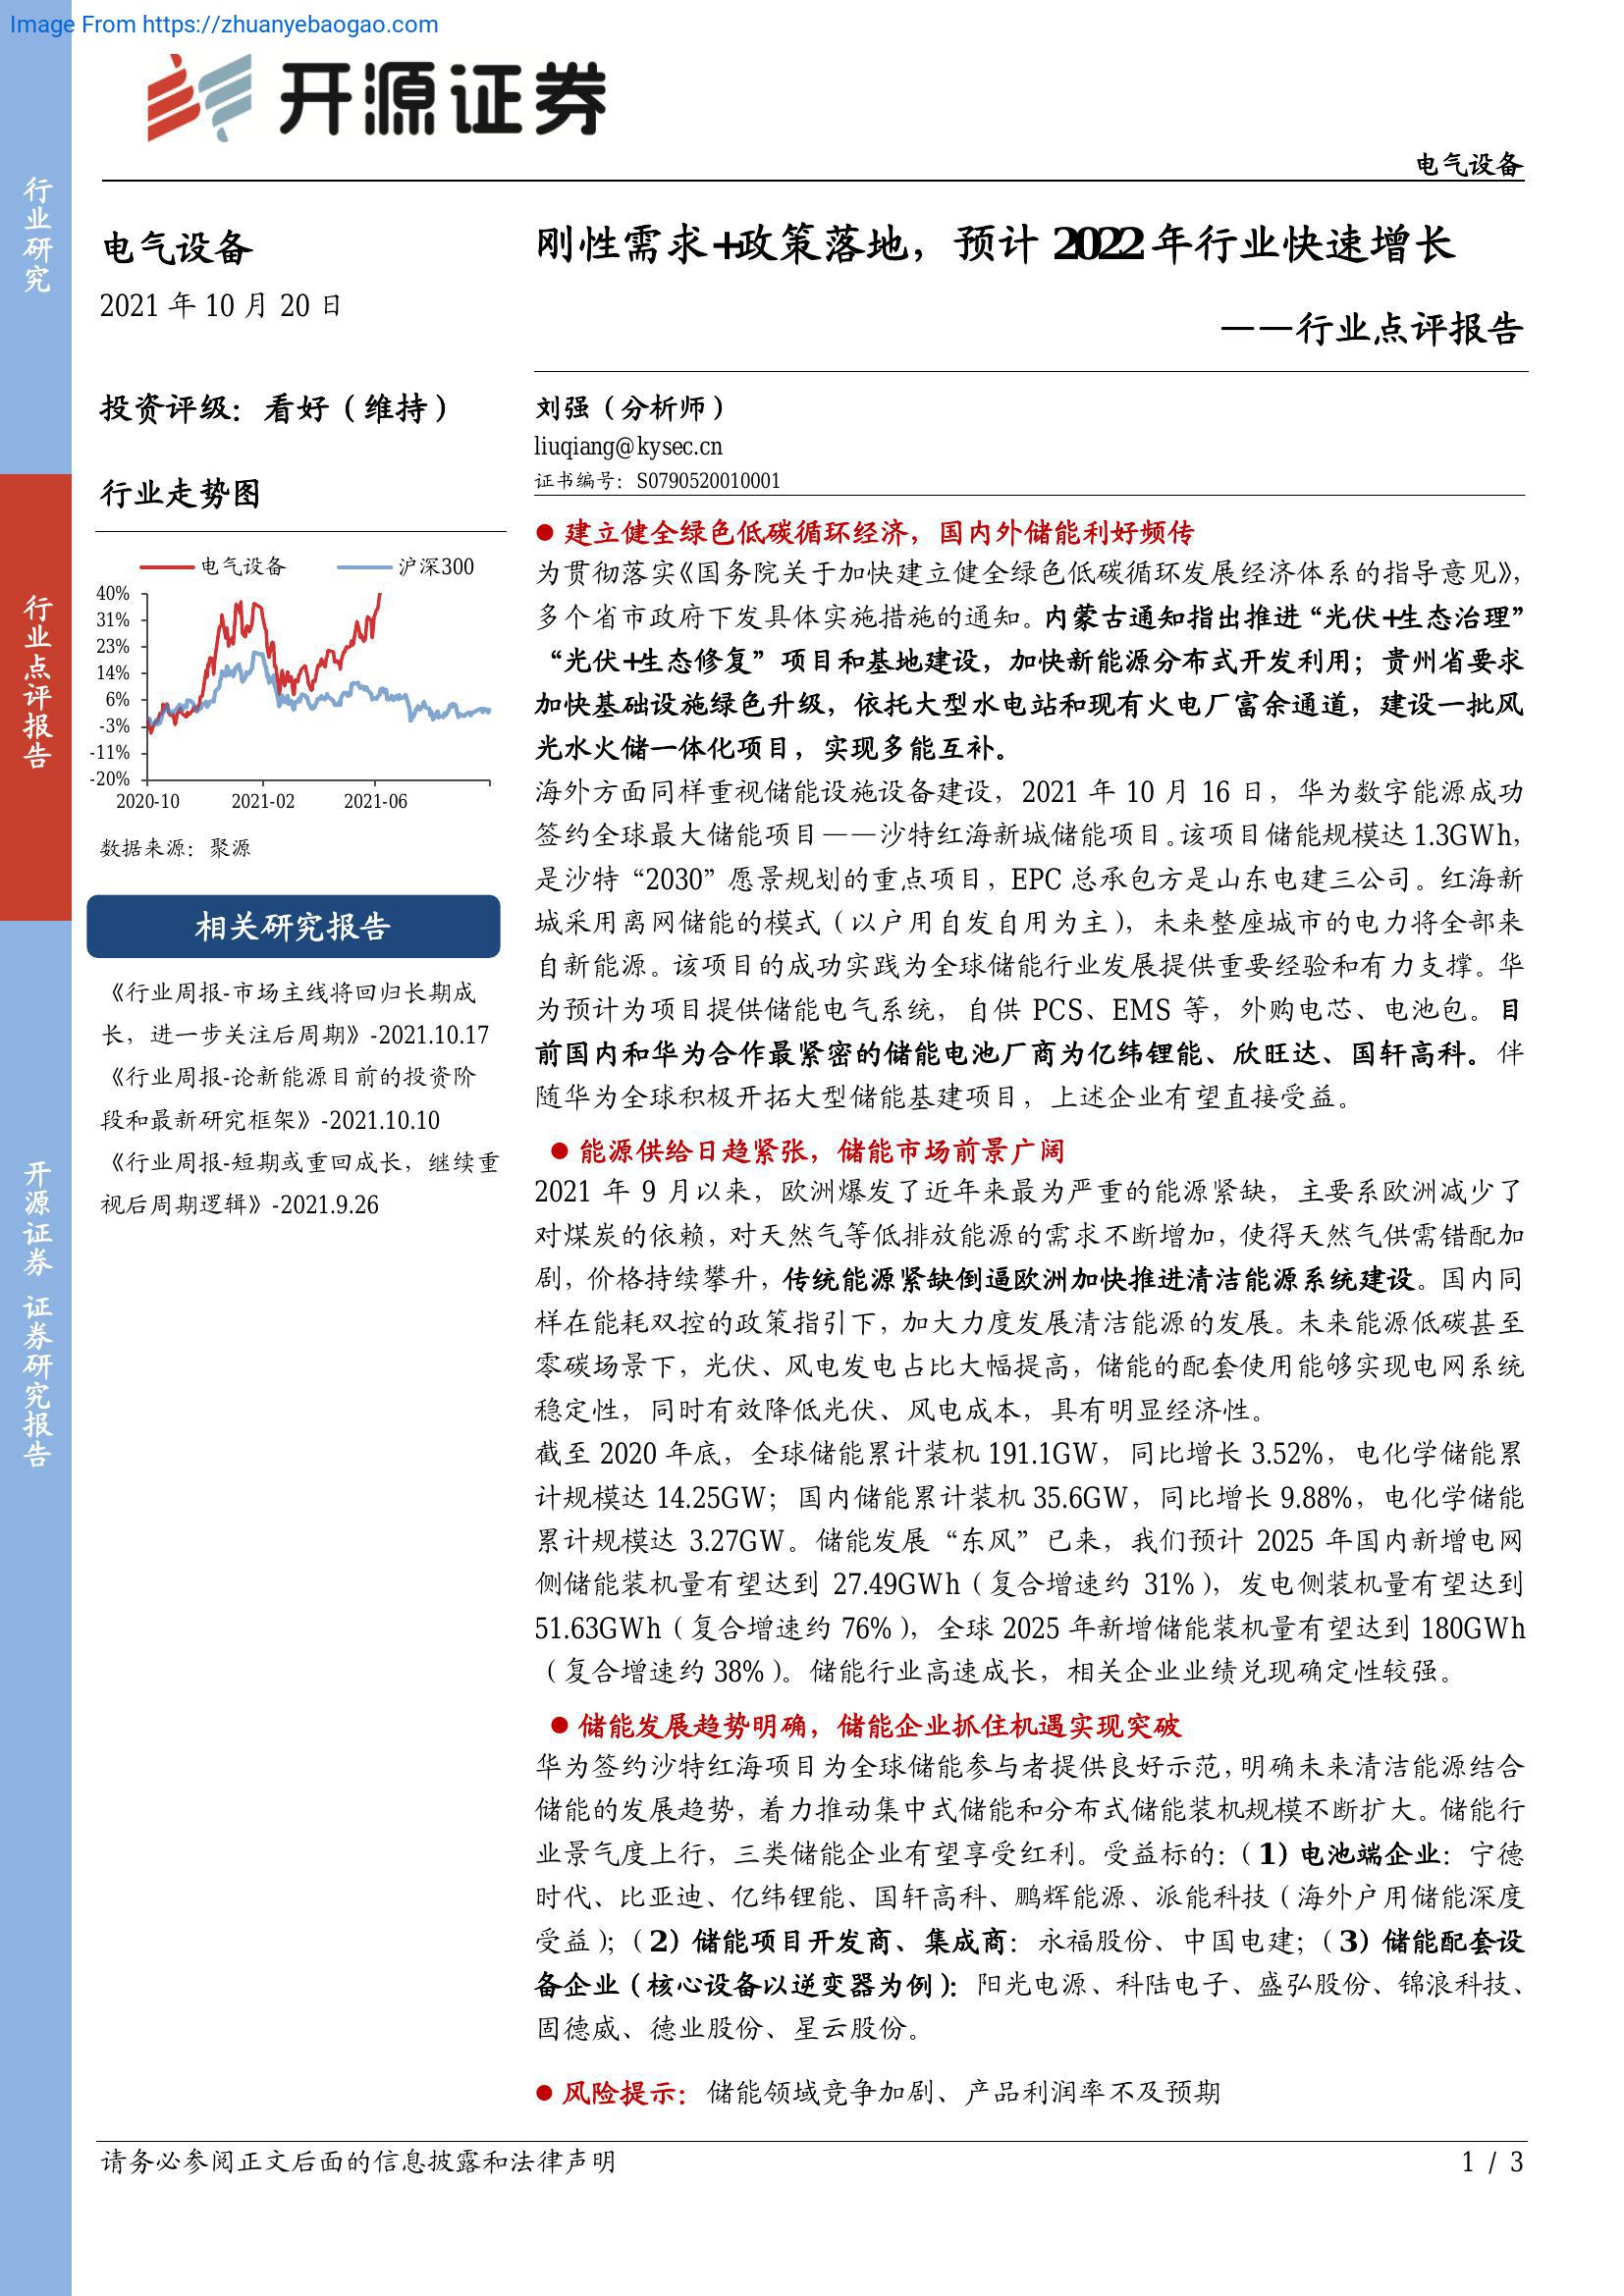 Image From https://zhuanyebaogao.com
开源证券
电气设备
行业研究
行业点评报告
开源证券 证券研究报告
电气设备
2021 年 10 月 20 日
投资评级：看好（维持）
行业走势图
电气设备 沪深300
40%
31%
23%
14%
6%
-3%
-11%
-20%
2020-10 2021-02 2021-06
数据来源：聚源
相关研究报告
《行业周报-市场主线将回归长期成
长，进一步关注后周期》-2021.10.17
《行业周报-论新能源目前的投资阶
段和最新研究框架》-2021.10.10
《行业周报-短期或重回成长，继续重
视后周期逻辑》-2021.9.26
刚性需求+政策落地，预计 2022 年行业快速增长
——行业点评报告
刘强（分析师）
liuqiang@kysec.cn
证书编号：S0790520010001
● 建立健全绿色低碳循环经济，国内外储能利好频传
为贯彻落实《国务院关于加快建立健全绿色低碳循环发展经济体系的指导意见》，
多个省市政府下发具体实施措施的通知。内蒙古通知指出推进“光伏+生态治理”
“光伏+生态修复”项目和基地建设，加快新能源分布式开发利用；贵州省要求
加快基础设施绿色升级，依托大型水电站和现有火电厂富余通道，建设一批风
光水火储一体化项目，实现多能互补。
海外方面同样重视储能设施设备建设，2021 年 10 月 16 日，华为数字能源成功
签约全球最大储能项目——沙特红海新城储能项目。该项目储能规模达 1.3GWh，
是沙特“2030”愿景规划的重点项目，EPC 总承包方是山东电建三公司。红海新
城采用离网储能的模式（以户用自发自用为主），未来整座城市的电力将全部来
自新能源。该项目的成功实践为全球储能行业发展提供重要经验和有力支撑。华
为预计为项目提供储能电气系统，自供 PCS、EMS 等，外购电芯、电池包。目
前国内和华为合作最紧密的储能电池厂商为亿纬锂能、欣旺达、国轩高科。伴
随华为全球积极开拓大型储能基建项目，上述企业有望直接受益。
● 能源供给日趋紧张，储能市场前景广阔
2021 年 9 月以来，欧洲爆发了近年来最为严重的能源紧缺，主要系欧洲减少了
对煤炭的依赖，对天然气等低排放能源的需求不断增加，使得天然气供需错配加
剧，价格持续攀升，传统能源紧缺倒逼欧洲加快推进清洁能源系统建设。国内同
样在能耗双控的政策指引下，加大力度发展清洁能源的发展。未来能源低碳甚至
零碳场景下，光伏、风电发电占比大幅提高，储能的配套使用能够实现电网系统
稳定性，同时有效降低光伏、风电成本，具有明显经济性。
截至 2020 年底，全球储能累计装机 191.1GW，同比增长 3.52%，电化学储能累
计规模达 14.25GW；国内储能累计装机 35.6GW，同比增长 9.88%，电化学储能
累计规模达 3.27GW。储能发展“东风”已来，我们预计 2025 年国内新增电网
侧储能装机量有望达到 27.49GWh（复合增速约 31%），发电侧装机量有望达到
51.63GWh（复合增速约 76%），全球 2025 年新增储能装机量有望达到 180GWh
（复合增速约 38%）。储能行业高速成长，相关企业业绩兑现确定性较强。
● 储能发展趋势明确，储能企业抓住机遇实现突破
华为签约沙特红海项目为全球储能参与者提供良好示范，明确未来清洁能源结合
储能的发展趋势，着力推动集中式储能和分布式储能装机规模不断扩大。储能行
业景气度上行，三类储能企业有望享受红利。受益标的：（1）电池端企业：宁德
时代、比亚迪、亿纬锂能、国轩高科、鹏辉能源、派能科技（海外户用储能深度
受益）；（2）储能项目开发商、集成商：永福股份、中国电建；（3）储能配套设
备企业（核心设备以逆变器为例）：阳光电源、科陆电子、盛弘股份、锦浪科技、
固德威、德业股份、星云股份。
● 风险提示：储能领域竞争加剧、产品利润率不及预期
请务必参阅正文后面的信息披露和法律声明
1 / 3